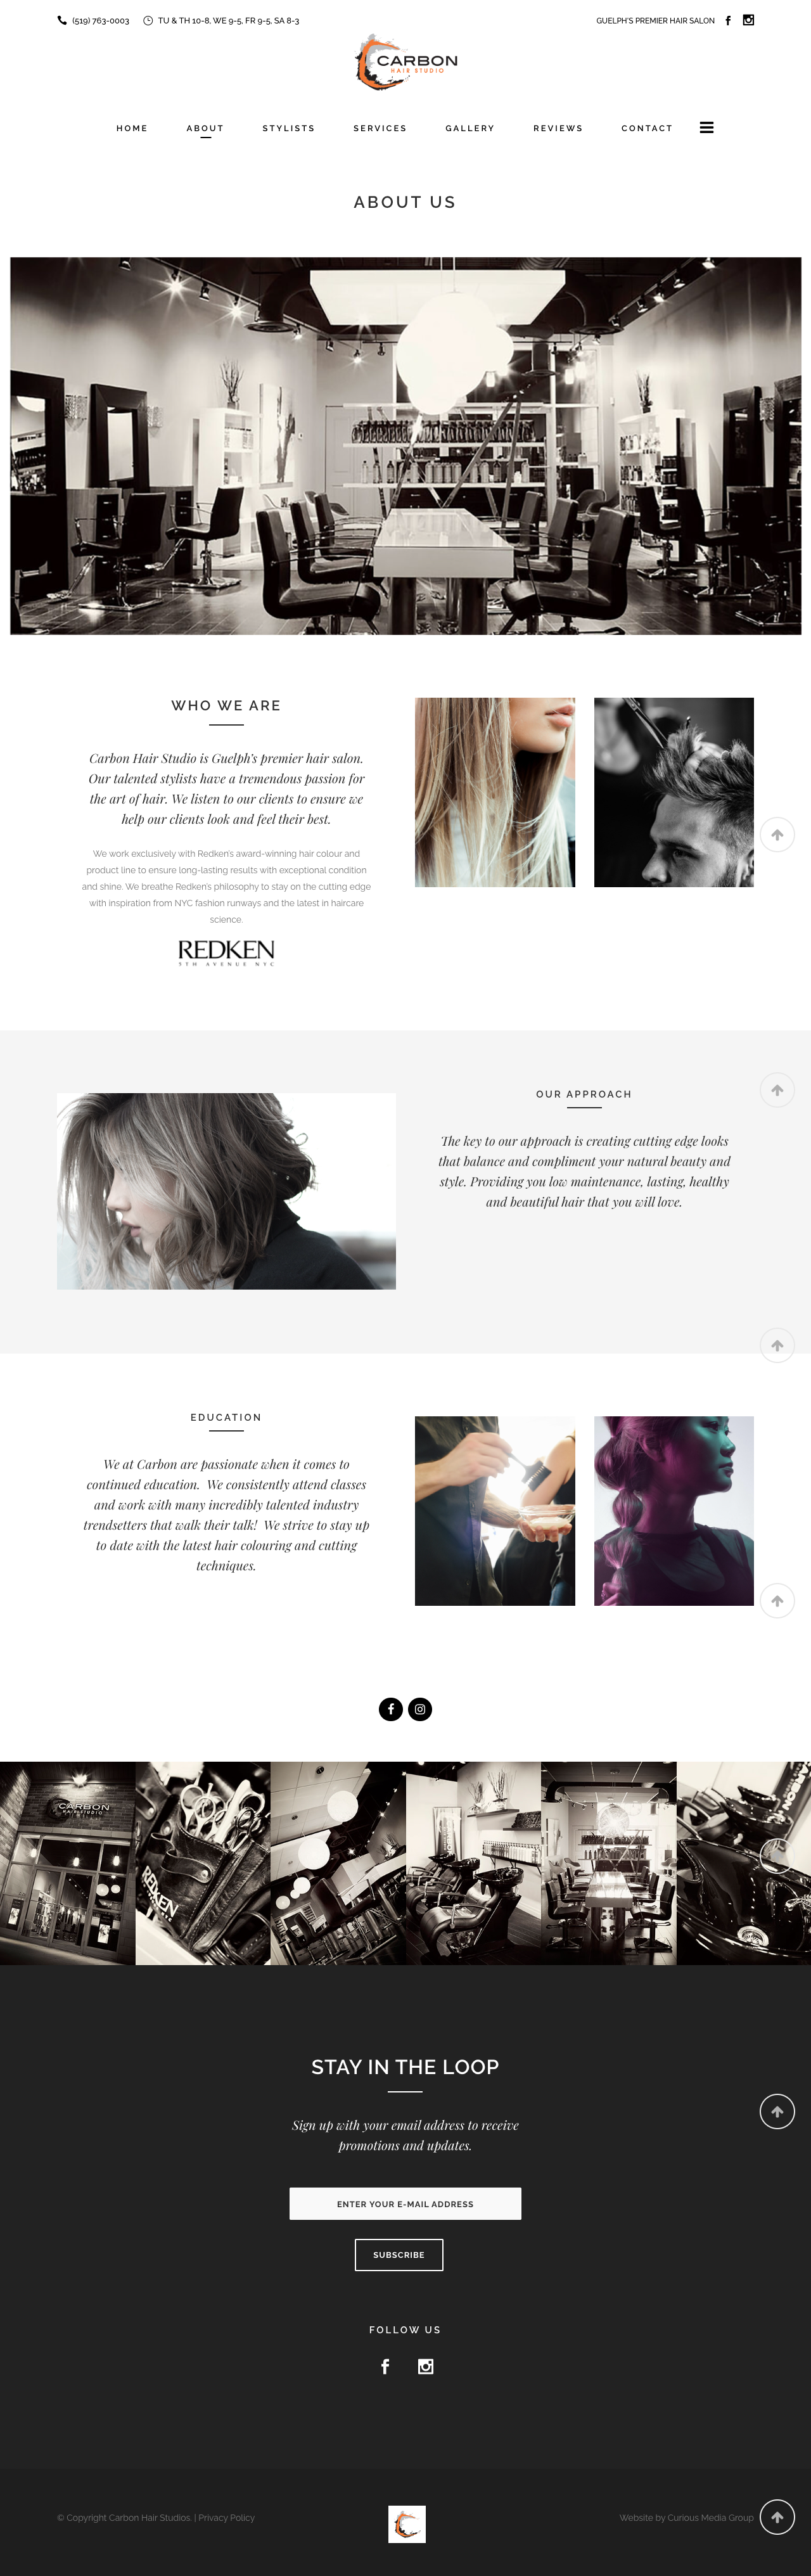 (519) 763-0003 TU & TH 10-8, WE 9-5, FR 9-5, SA 8-3 GUELPH'S PREMIER HAIR SALON
CARBON
HAIR STUDIO
HOME ABOUT STYLISTS SERVICES GALLERY REVIEWS CONTACT
ABOUT US
WHO WE ARE
Carbon Hair Studio is Guelph's premier hair salon.
Our talented stylists have a tremendous passion for
the art of hair. We listen to our clients to ensure we
help our clients look and feel their best.
We work exclusively with Redken's award-winning hair colour and
product line to ensure long-lasting results with exceptional condition
and shine. We breathe Redken's philosophy to stay on the cutting edge
with inspiration from NYC fashion runways and the latest in haircare
science.
REDKEN
5TH AVENUE NYC
OUR APPROACH
The key to our approach is creating cutting edge looks
that balance and compliment your natural beauty and
style. Providing you low maintenance, lasting, healthy
and beautiful hair that you will love.
EDUCATION
We at Carbon are passionate when it comes to
continued education.  We consistently attend classes
and work with many incredibly talented industry
trendsetters that walk their talk!  We strive to stay up
to date with the latest hair colouring and cutting
techniques.
CARBON
HAIR STUDIO
REDKEN
STAY IN THE LOOP
Sign up with your email address to receive
promotions and updates.
ENTER YOUR E-MAIL ADDRESS
SUBSCRIBE
FOLLOW US
© Copyright Carbon Hair Studios. | Privacy Policy
Website by Curious Media Group